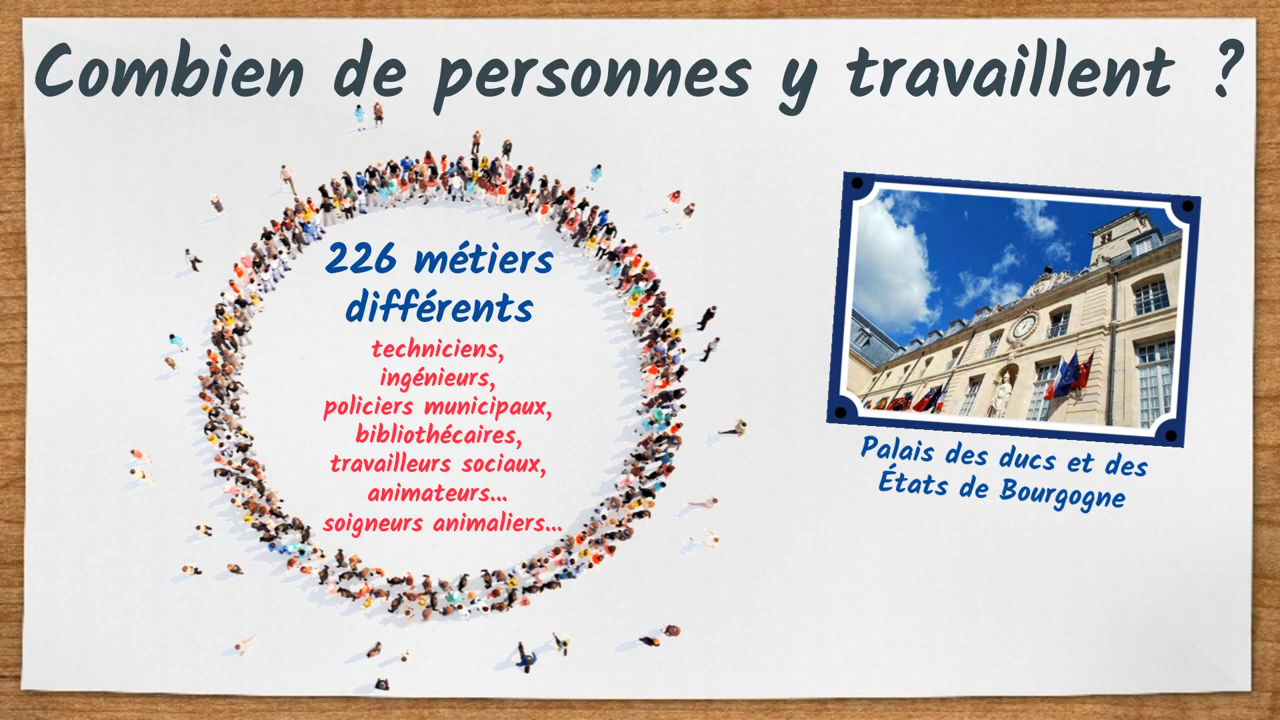 Combien de personnes y travaillent ?
226 métiers
différents
techniciens,
ingénieurs,
policiers municipaux,
bibliothécaires,
travailleurs sociaux,
animateurs...
soigneurs animaliers...
Palais des ducs et des
États de Bourgogne